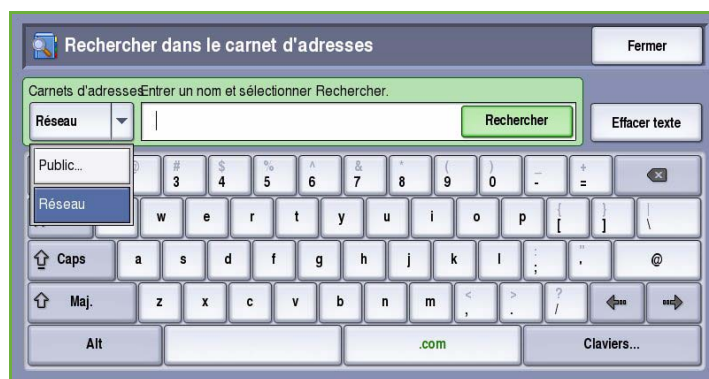 Rechercher dans le carnet d'adresses
Fermer
Carnets d'adresses Entrer un nom et sélectionner Rechercher.
Réseau
Rechercher
Effacer texte
Public...
Réseau
# $ % ^ & * ( ) _ +
3 4 5 6 7 8 9 0 - =
w e r t y u i o p { [ } ] | \
Caps a s d f g h j k l : ; " ' @
Maj. z x c v b n m < , > . ? /
Alt .com Claviers...